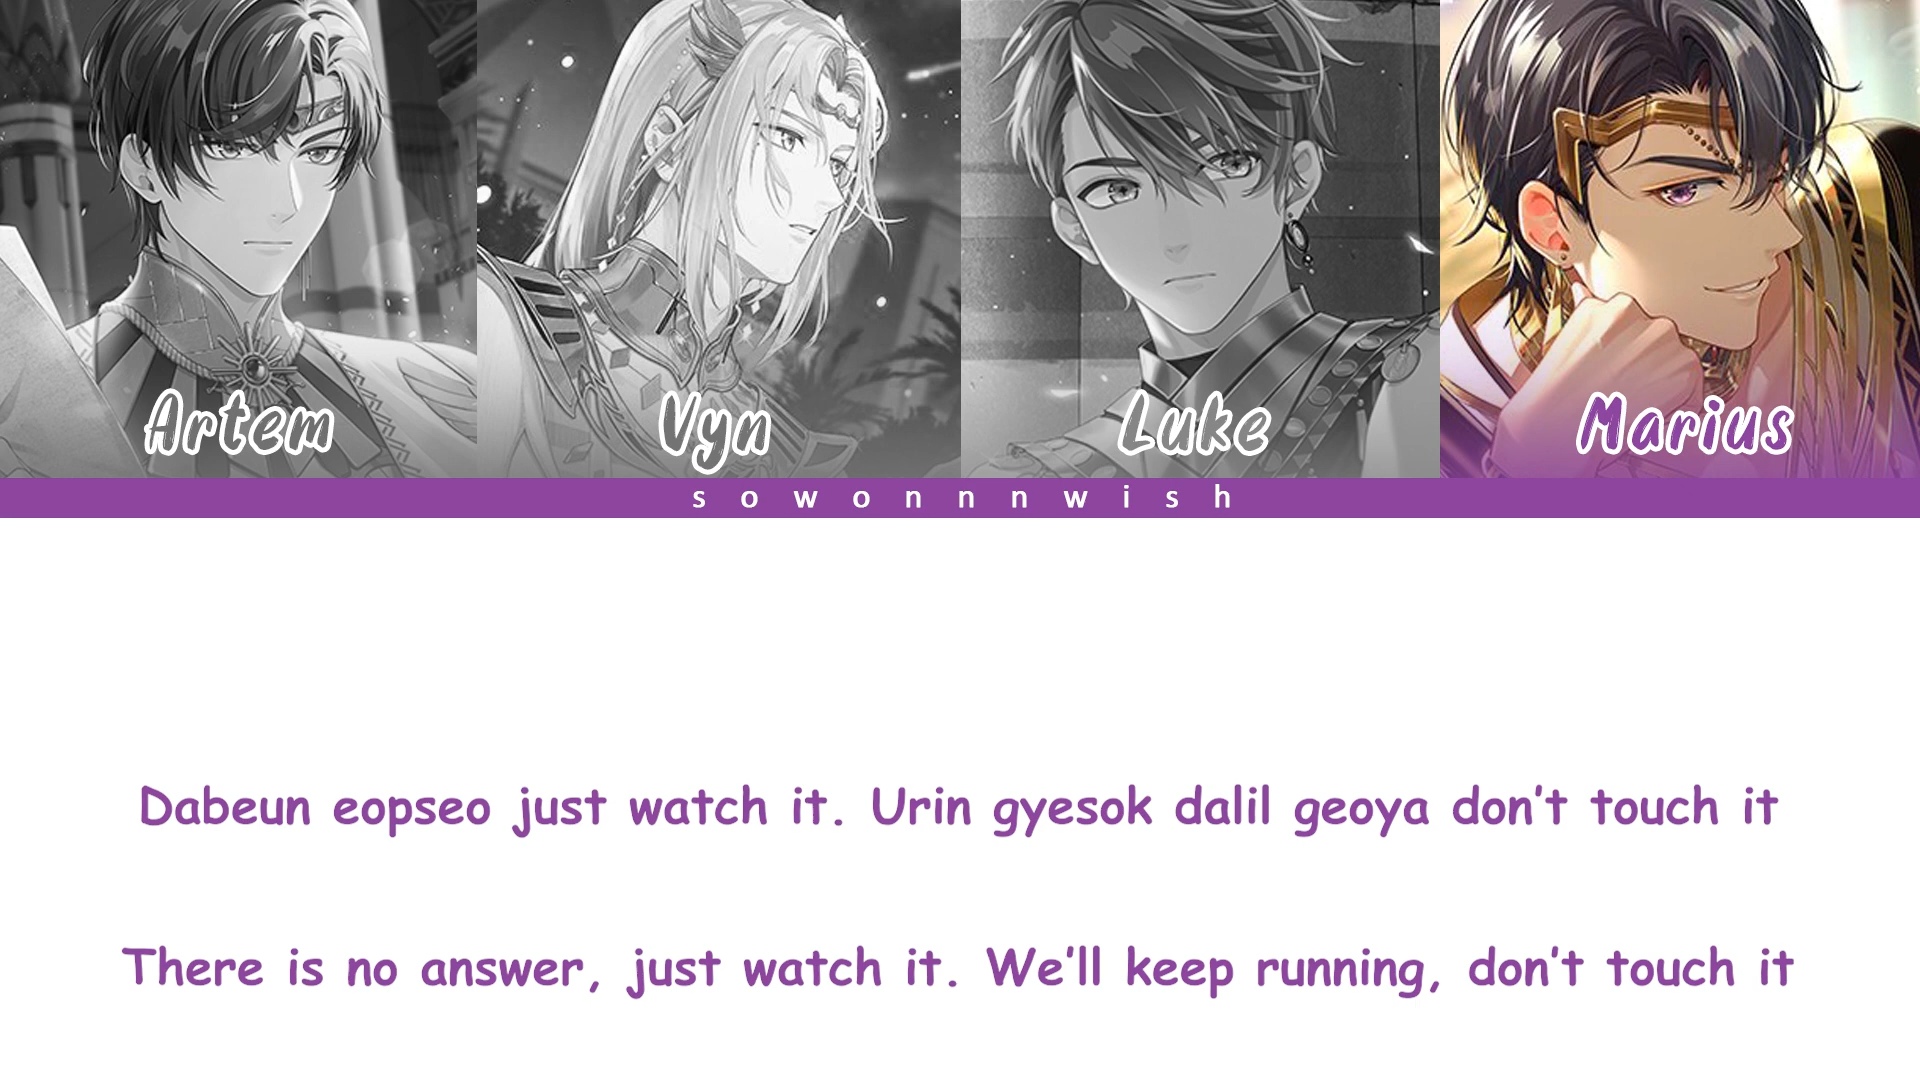 Artem Vyn Luke Marius
sowonnnwish
Dabeun eopseo just watch it. Urin gyesok dalil geoya don't touch it
There is no answer, just watch it. We'll keep running, don't touch it